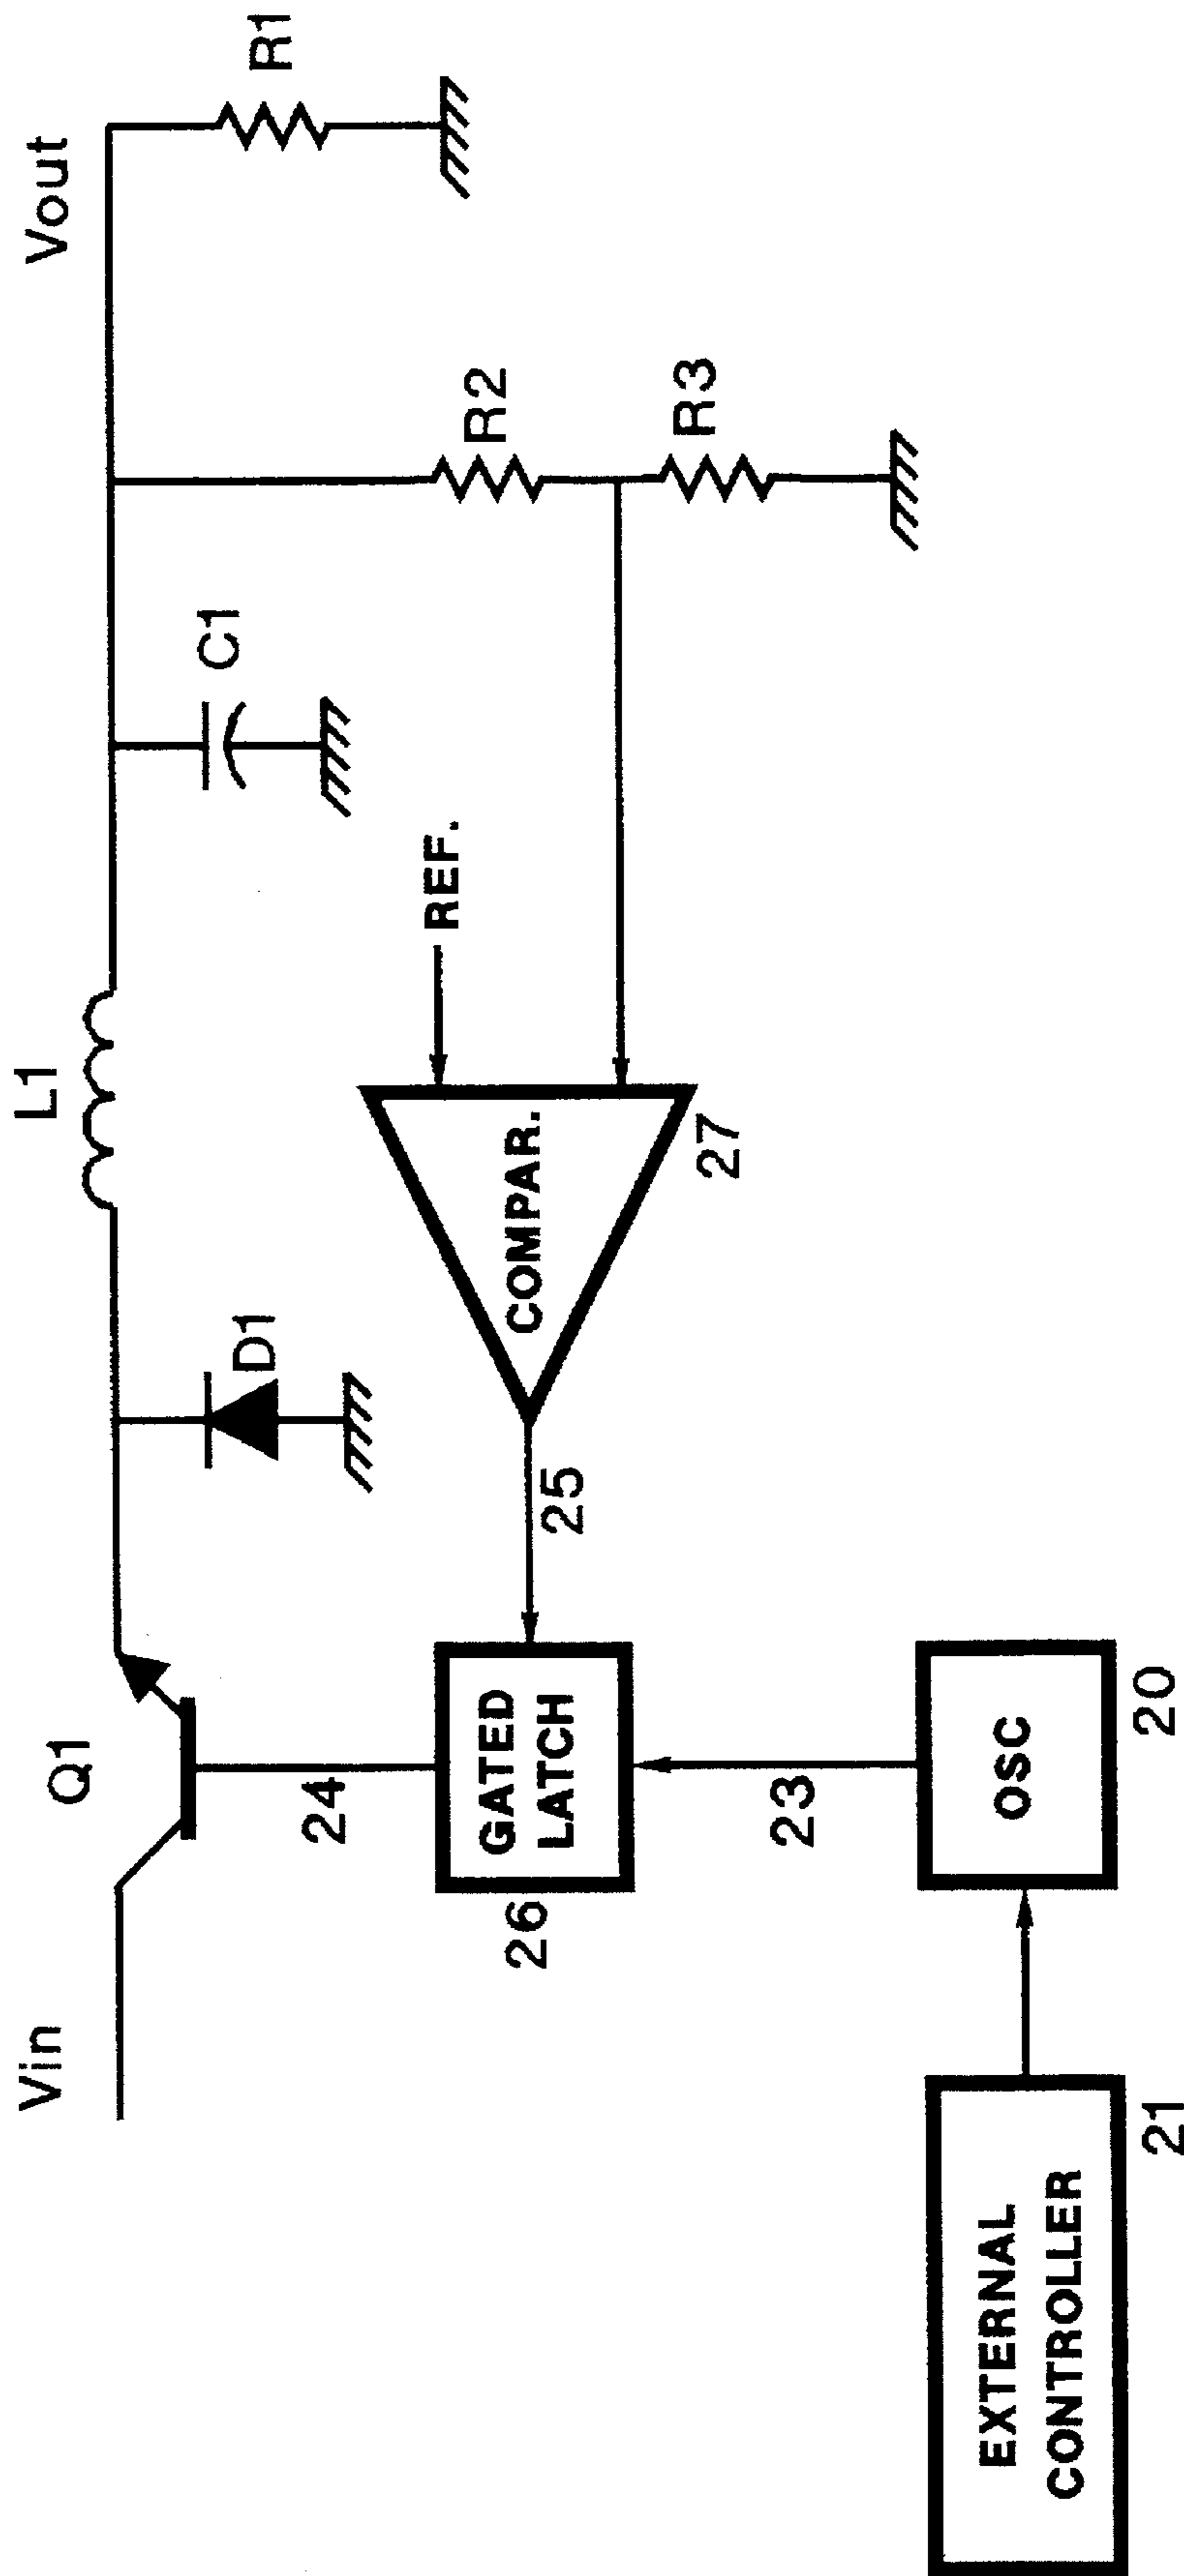 Vin
Q1
L1
Vout
D1
C1
R1
24
REF.
R2
R3
GATED
LATCH
26
25
COMPAR.
27
23
OSC
20
EXTERNAL
CONTROLLER
21